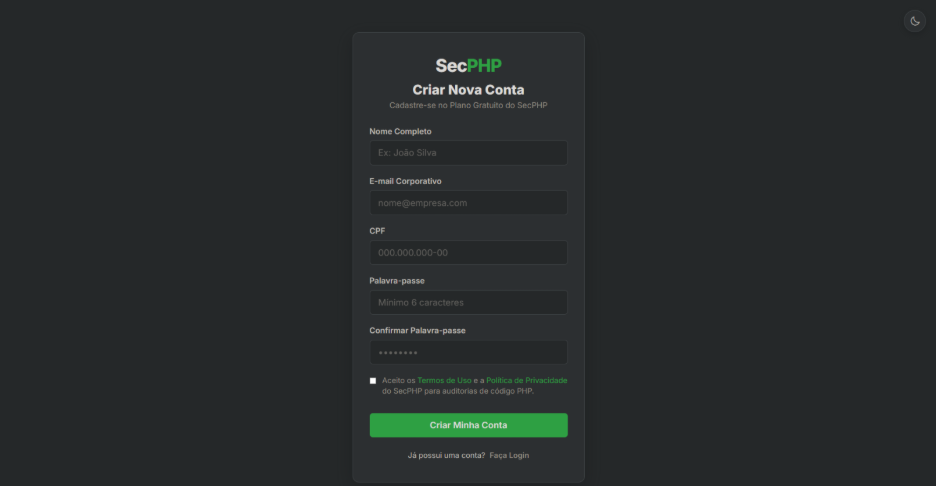 SecPHP
Criar Nova Conta
Cadastre-se no Plano Gratuito do SecPHP
Nome Completo
Ex: João Silva
E-mail Corporativo
nome@empresa.com
CPF
000.000.000-00
Palavra-passe
Mínimo 6 caracteres
Confirmar Palavra-passe
••••••••
Aceito os Termos de Uso e a Política de Privacidade
do SecPHP para auditorias de código PHP.
Criar Minha Conta
Já possui uma conta? Faça Login